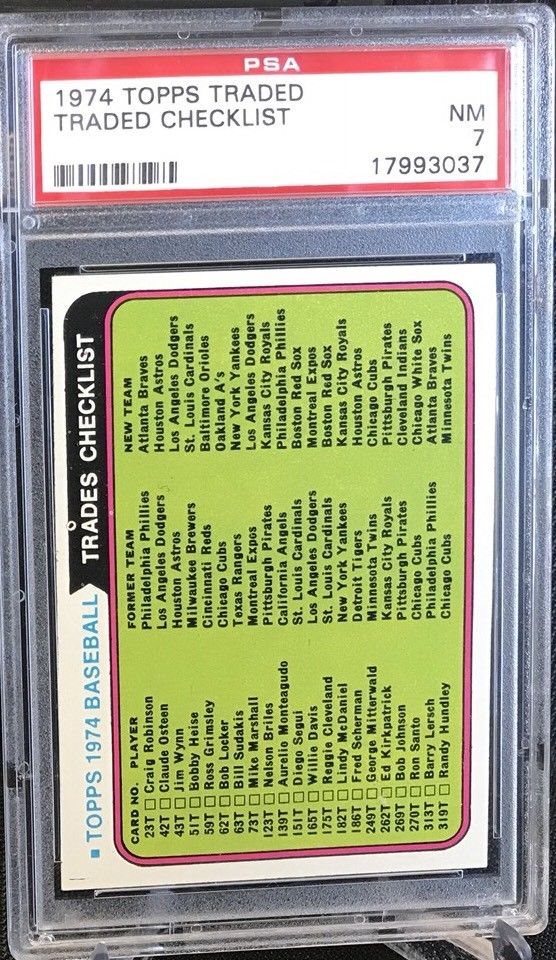 PSA
1974 TOPPS TRADED
TRADED CHECKLIST NM
7
17993037
TOPPS 1974 BASEBALL TRADES CHECKLIST
CARD NO. PLAYER FORMER TEAM NEW TEAM
23T Craig Robinson Philadelphia Phillies Atlanta Braves
42T Claude Osteen Los Angeles Dodgers Houston Astros
43T Jim Wynn Houston Astros Los Angeles Dodgers
51T Bobby Heise Milwaukee Brewers St. Louis Cardinals
59T Ross Grimsley Cincinnati Reds Baltimore Orioles
62T Bob Locker Chicago Cubs Oakland A's
63T Bill Sudakis Texas Rangers New York Yankees
73T Mike Marshall Montreal Expos Los Angeles Dodgers
123T Nelson Briles Pittsburgh Pirates Kansas City Royals
139T Aurelio Monteagudo California Angels Philadelphia Phillies
151T Diego Segui St. Louis Cardinals Boston Red Sox
165T Willie Davis Los Angeles Dodgers Montreal Expos
175T Reggie Cleveland St. Louis Cardinals Boston Red Sox
182T Lindy McDaniel New York Yankees Kansas City Royals
186T Fred Scherman Detroit Tigers Houston Astros
249T George Mitterwald Minnesota Twins Chicago Cubs
262T Ed Kirkpatrick Kansas City Royals Pittsburgh Pirates
269T Bob Johnson Pittsburgh Pirates Cleveland Indians
270T Ron Santo Chicago Cubs Chicago White Sox
313T Barry Lersch Philadelphia Phillies Atlanta Braves
319T Randy Hundley Chicago Cubs Minnesota Twins